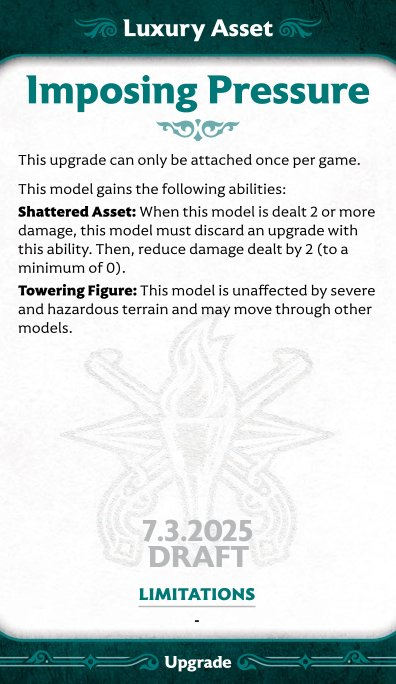 Luxury Asset
Imposing Pressure
This upgrade can only be attached once per game.
This model gains the following abilities:
Shattered Asset: When this model is dealt 2 or more
damage, this model must discard an upgrade with
this ability. Then, reduce damage dealt by 2 (to a
minimum of 0).
Towering Figure: This model is unaffected by severe
and hazardous terrain and may move through other
models.
7.3.2025
DRAFT
LIMITATIONS
-
Upgrade